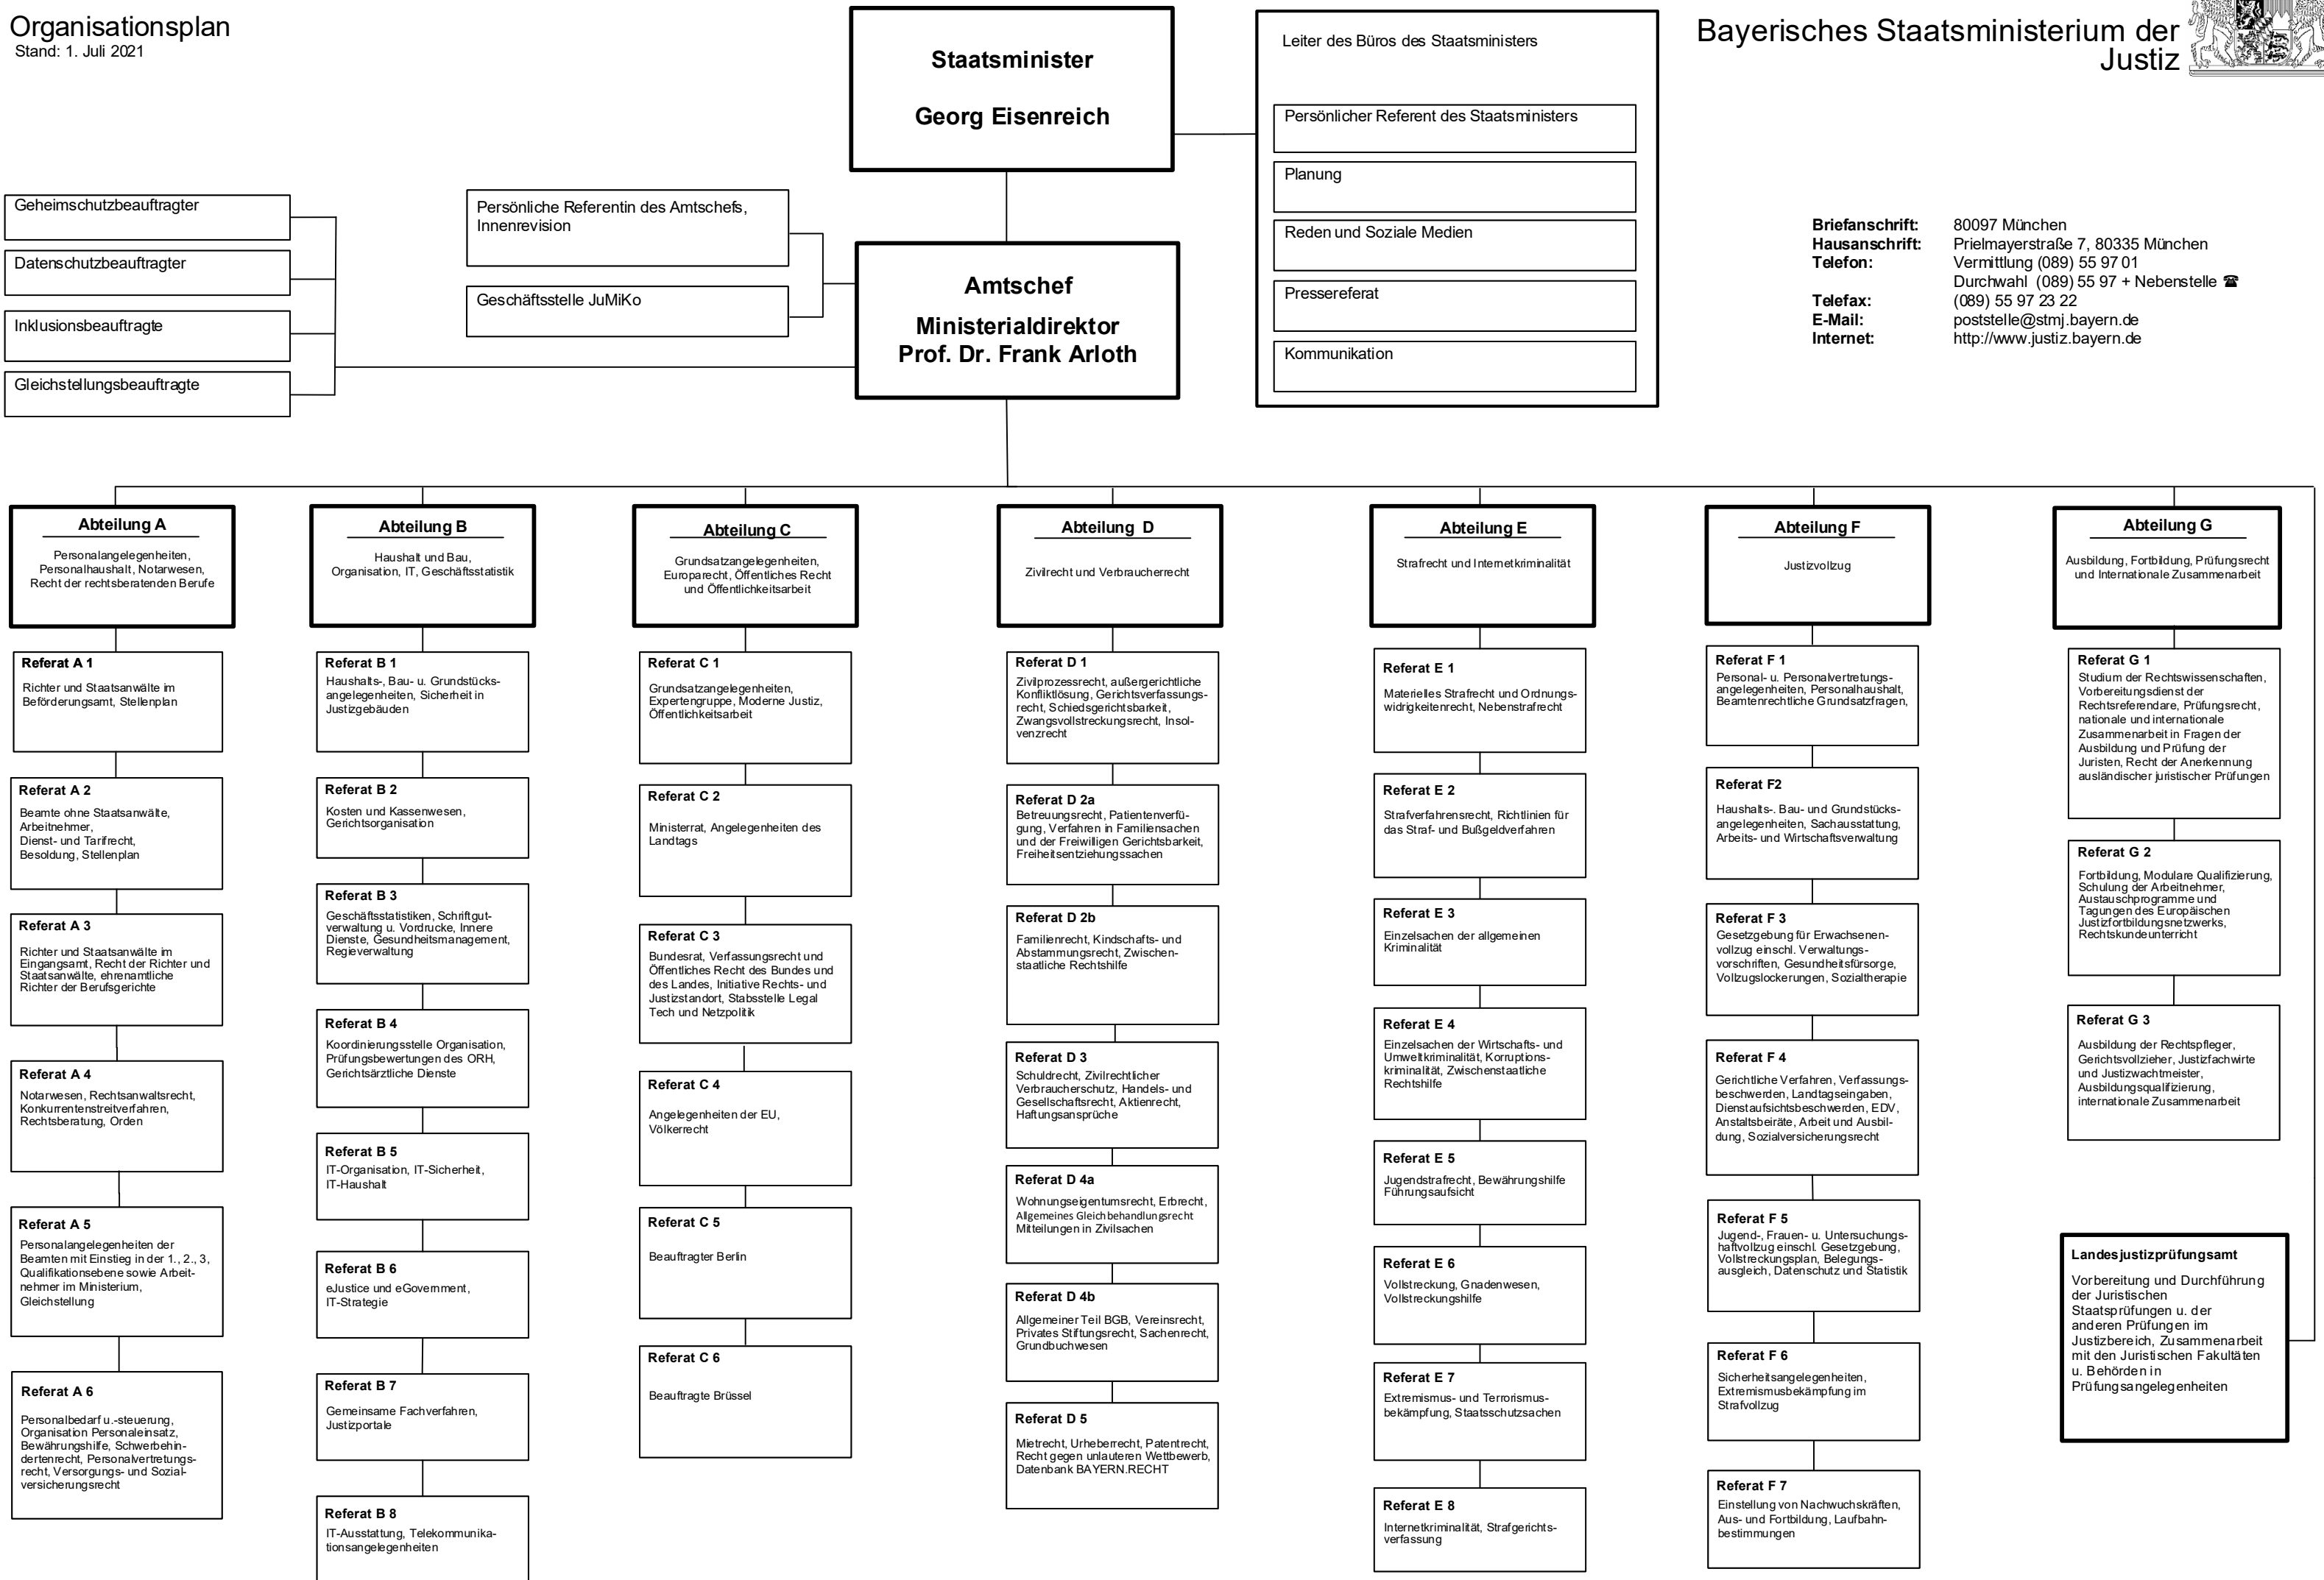 Organisationsplan
Stand: 1. Juli 2021
Staatsminister
Georg Eisenreich
Leiter des Büros des Staatsministers
Persönlicher Referent des Staatsministers
Planung
Reden und Soziale Medien
Pressereferat
Kommunikation
Bayerisches Staatsministerium der
Justiz
Briefanschrift: 80097 München
Hausanschrift: Prielmayerstraße 7, 80335 München
Telefon: Vermittlung (089) 55 97 01
Durchwahl (089) 55 97 + Nebenstelle ☎
Telefax: (089) 55 97 23 22
E-Mail: poststelle@stmj.bayern.de
Internet: http://www.justiz.bayern.de
Geheimschutzbeauftragter
Datenschutzbeauftragter
Inklusionsbeauftragte
Gleichstellungsbeauftragte
Persönliche Referentin des Amtschefs,
Innenrevision
Geschäftsstelle JuMiKo
Amtschef
Ministerialdirektor
Prof. Dr. Frank Arloth
Abteilung A
Personalangelegenheiten,
Personalhaushalt, Notarwesen,
Recht der rechtsberatenden Berufe
Referat A 1
Richter und Staatsanwälte im
Beförderungsamt, Stellenplan
Referat A 2
Beamte ohne Staatsanwälte,
Arbeitnehmer,
Dienst- und Tarifrecht,
Besoldung, Stellenplan
Referat A 3
Richter und Staatsanwälte im
Eingangsamt, Recht der Richter und
Staatsanwälte, ehrenamtliche
Richter der Berufsgerichte
Referat A 4
Notarwesen, Rechtsanwaltsrecht,
Konkurrentenstreitverfahren,
Rechtsberatung, Orden
Referat A 5
Personalangelegenheiten der
Beamten mit Einstieg in der 1., 2., 3,
Qualifikationsebene sowie Arbeit-
nehmer im Ministerium,
Gleichstellung
Referat A 6
Personalbedarf u.-steuerung,
Organisation Personaleinsatz,
Bewährungshilfe, Schwerbehin-
dertenrecht, Personalvertretungs-
recht, Versorgungs- und Sozial-
versicherungsrecht
Abteilung B
Haushalt und Bau,
Organisation, IT, Geschäftsstatistik
Referat B 1
Haushalts-, Bau- u. Grundstücks-
angelegenheiten, Sicherheit in
Justizgebäuden
Referat B 2
Kosten und Kassenwesen,
Gerichtsorganisation
Referat B 3
Geschäftsstatistiken, Schriftgut-
verwaltung u. Vordrucke, Innere
Dienste, Gesundheitsmanagement,
Regieverwaltung
Referat B 4
Koordinierungsstelle Organisation,
Prüfungsbewertungen des ORH,
Gerichtsärztliche Dienste
Referat B 5
IT-Organisation, IT-Sicherheit,
IT-Haushalt
Referat B 6
eJustice und eGovernment,
IT-Strategie
Referat B 7
Gemeinsame Fachverfahren,
Justizportale
Referat B 8
IT-Ausstattung, Telekommunika-
tionsangelegenheiten
Abteilung C
Grundsatzangelegenheiten,
Europarecht, Öffentliches Recht
und Öffentlichkeitsarbeit
Referat C 1
Grundsatzangelegenheiten,
Expertengruppe, Moderne Justiz,
Öffentlichkeitsarbeit
Referat C 2
Ministerrat, Angelegenheiten des
Landtags
Referat C 3
Bundesrat, Verfassungsrecht und
Öffentliches Recht des Bundes und
des Landes, Initiative Rechts- und
Justizstandort, Stabsstelle Legal
Tech und Netzpolitik
Referat C 4
Angelegenheiten der EU,
Völkerrecht
Referat C 5
Beauftragter Berlin
Referat C 6
Beauftragte Brüssel
Abteilung D
Zivilrecht und Verbraucherrecht
Referat D 1
Zivilprozessrecht, außergerichtliche
Konfliktlösung, Gerichtsverfassungs-
recht, Schiedsgerichtsbarkeit,
Zwangsvollstreckungsrecht, Insol-
venzrecht
Referat D 2a
Betreuungsrecht, Patientenverfü-
gung, Verfahren in Familiensachen
und der Freiwilligen Gerichtsbarkeit,
Freiheitsentziehungssachen
Referat D 2b
Familienrecht, Kindschafts- und
Abstammungsrecht, Zwischen-
staatliche Rechtshilfe
Referat D 3
Schuldrecht, Zivilrechtlicher
Verbraucherschutz, Handels- und
Gesellschaftsrecht, Aktienrecht,
Haftungsansprüche
Referat D 4a
Wohnungseigentumsrecht, Erbrecht,
Allgemeines Gleichbehandlungsrecht
Mitteilungen in Zivilsachen
Referat D 4b
Allgemeiner Teil BGB, Vereinsrecht,
Privates Stiftungsrecht, Sachenrecht,
Grundbuchwesen
Referat D 5
Mietrecht, Urheberrecht, Patentrecht,
Recht gegen unlauteren Wettbewerb,
Datenbank BAYERN.RECHT
Abteilung E
Strafrecht und Internetkriminalität
Referat E 1
Materielles Strafrecht und Ordnungs-
widrigkeitenrecht, Nebenstrafrecht
Referat E 2
Strafverfahrensrecht, Richtlinien für
das Straf- und Bußgeldverfahren
Referat E 3
Einzelsachen der allgemeinen
Kriminalität
Referat E 4
Einzelsachen der Wirtschafts- und
Umweltkriminalität, Korruptions-
kriminalität, Zwischenstaatliche
Rechtshilfe
Referat E 5
Jugendstrafrecht, Bewährungshilfe
Führungsaufsicht
Referat E 6
Vollstreckung, Gnadenwesen,
Vollstreckungshilfe
Referat E 7
Extremismus- und Terrorismus-
bekämpfung, Staatsschutzsachen
Referat E 8
Internetkriminalität, Strafgerichts-
verfassung
Abteilung F
Justizvollzug
Referat F 1
Personal- u. Personalvertretungs-
angelegenheiten, Personalhaushalt,
Beamtenrechtliche Grundsatzfragen,
Referat F2
Haushalts-. Bau- und Grundstücks-
angelegenheiten, Sachausstattung,
Arbeits- und Wirtschaftsverwaltung
Referat F 3
Gesetzgebung für Erwachsenen-
vollzug einschl. Verwaltungs-
vorschriften, Gesundheitsfürsorge,
Vollzugslockerungen, Sozialtherapie
Referat F 4
Gerichtliche Verfahren, Verfassungs-
beschwerden, Landtagseingaben,
Dienstaufsichtsbeschwerden, EDV,
Anstaltsbeiräte, Arbeit und Ausbil-
dung, Sozialversicherungsrecht
Referat F 5
Jugend-, Frauen- u. Untersuchungs-
haftvollzug einschl. Gesetzgebung,
Vollstreckungsplan, Belegungs-
ausgleich, Datenschutz und Statistik
Referat F 6
Sicherheitsangelegenheiten,
Extremismusbekämpfung im
Strafvollzug
Referat F 7
Einstellung von Nachwuchskräften,
Aus- und Fortbildung, Laufbahn-
bestimmungen
Abteilung G
Ausbildung, Fortbildung, Prüfungsrecht
und Internationale Zusammenarbeit
Referat G 1
Studium der Rechtswissenschaften,
Vorbereitungsdienst der
Rechtsreferendare, Prüfungsrecht,
nationale und internationale
Zusammenarbeit in Fragen der
Ausbildung und Prüfung der
Juristen, Recht der Anerkennung
ausländischer juristischer Prüfungen
Referat G 2
Fortbildung, Modulare Qualifizierung,
Schulung der Arbeitnehmer,
Austauschprogramme und
Tagungen des Europäischen
Justizfortbildungsnetzwerks,
Rechtskundeunterricht
Referat G 3
Ausbildung der Rechtspfleger,
Gerichtsvollzieher, Justizfachwirte
und Justizwachtmeister,
Ausbildungsqualifizierung,
internationale Zusammenarbeit
Landesjustizprüfungsamt
Vorbereitung und Durchführung
der Juristischen
Staatsprüfungen u. der
anderen Prüfungen im
Justizbereich, Zusammenarbeit
mit den Juristischen Fakultäten
u. Behörden in
Prüfungsangelegenheiten